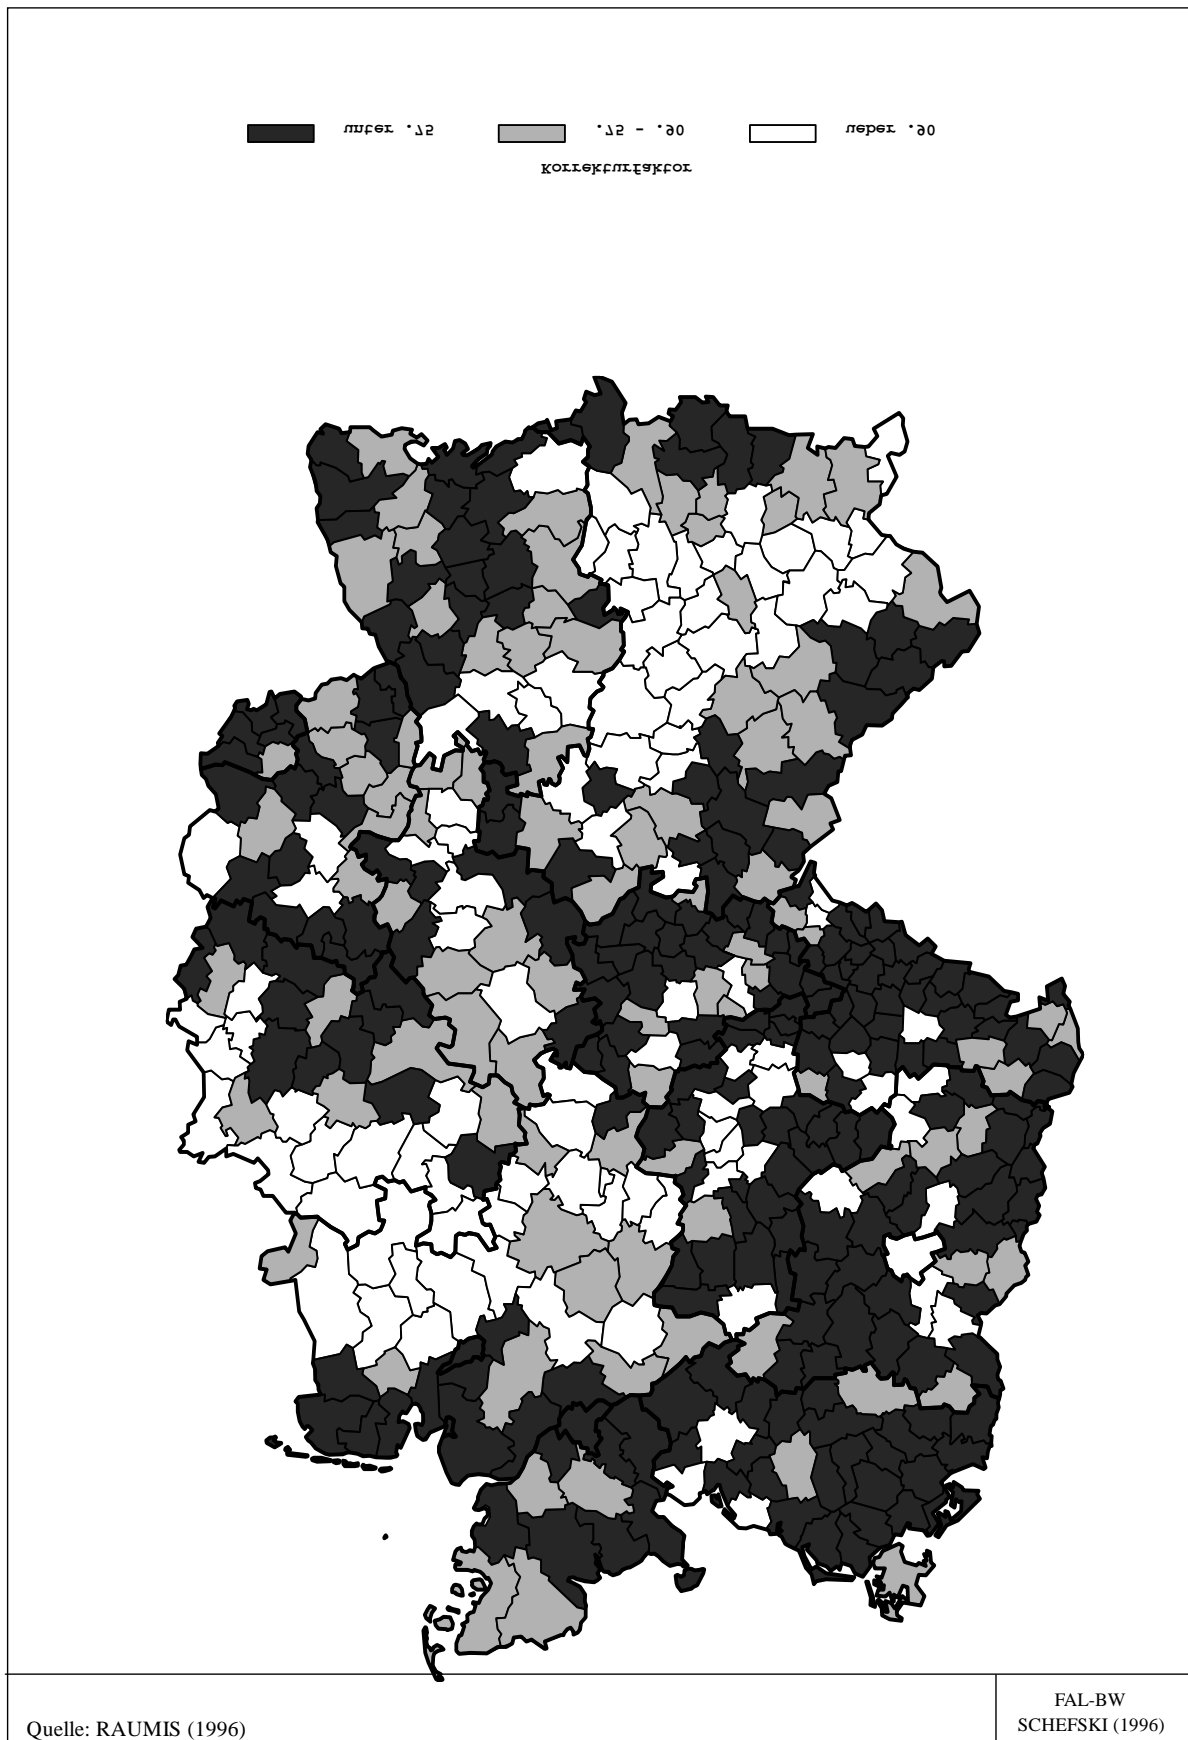 unter .75 .75 - .90 ueber .90
Korrekturfaktor
Quelle: RAUMIS (1996)
FAL-BW
SCHEFSKI (1996)